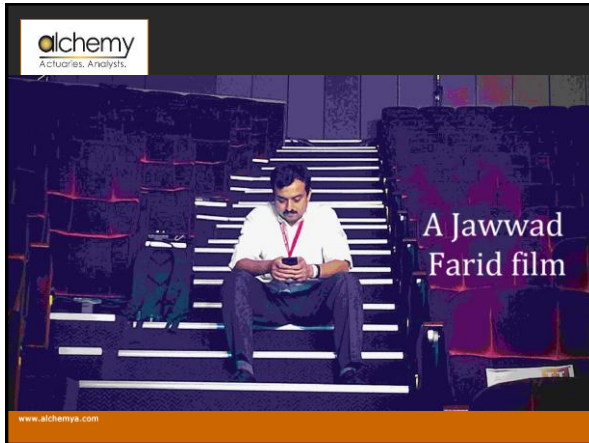 alchemy
Actuaries. Analysts.
A Jawwad
Farid film
www.alchemya.com